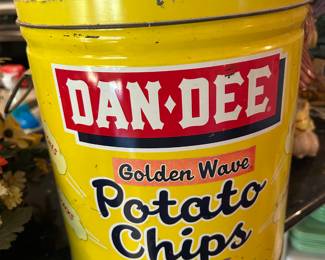 DAN·DEE
Golden Wave
Potato
Chips